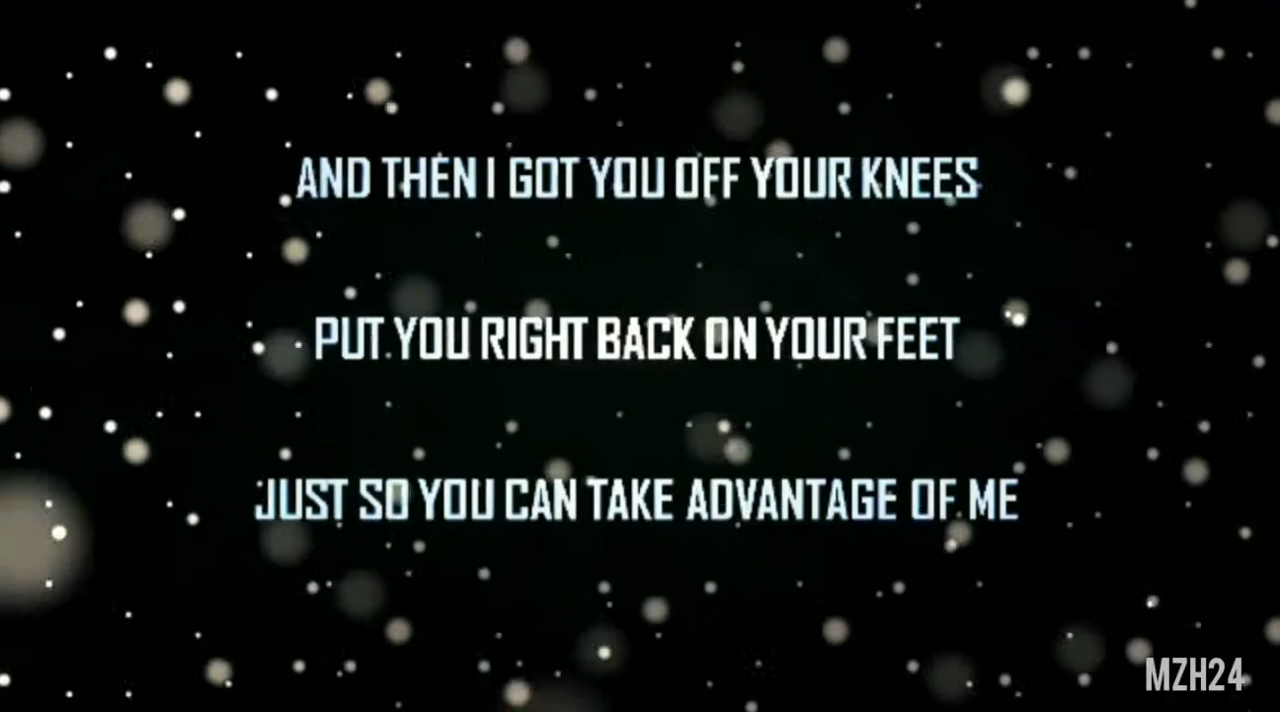 AND THEN I GOT YOU OFF YOUR KNEES
PUT YOU RIGHT BACK ON YOUR FEET
JUST SO YOU CAN TAKE ADVANTAGE OF ME
MZH24